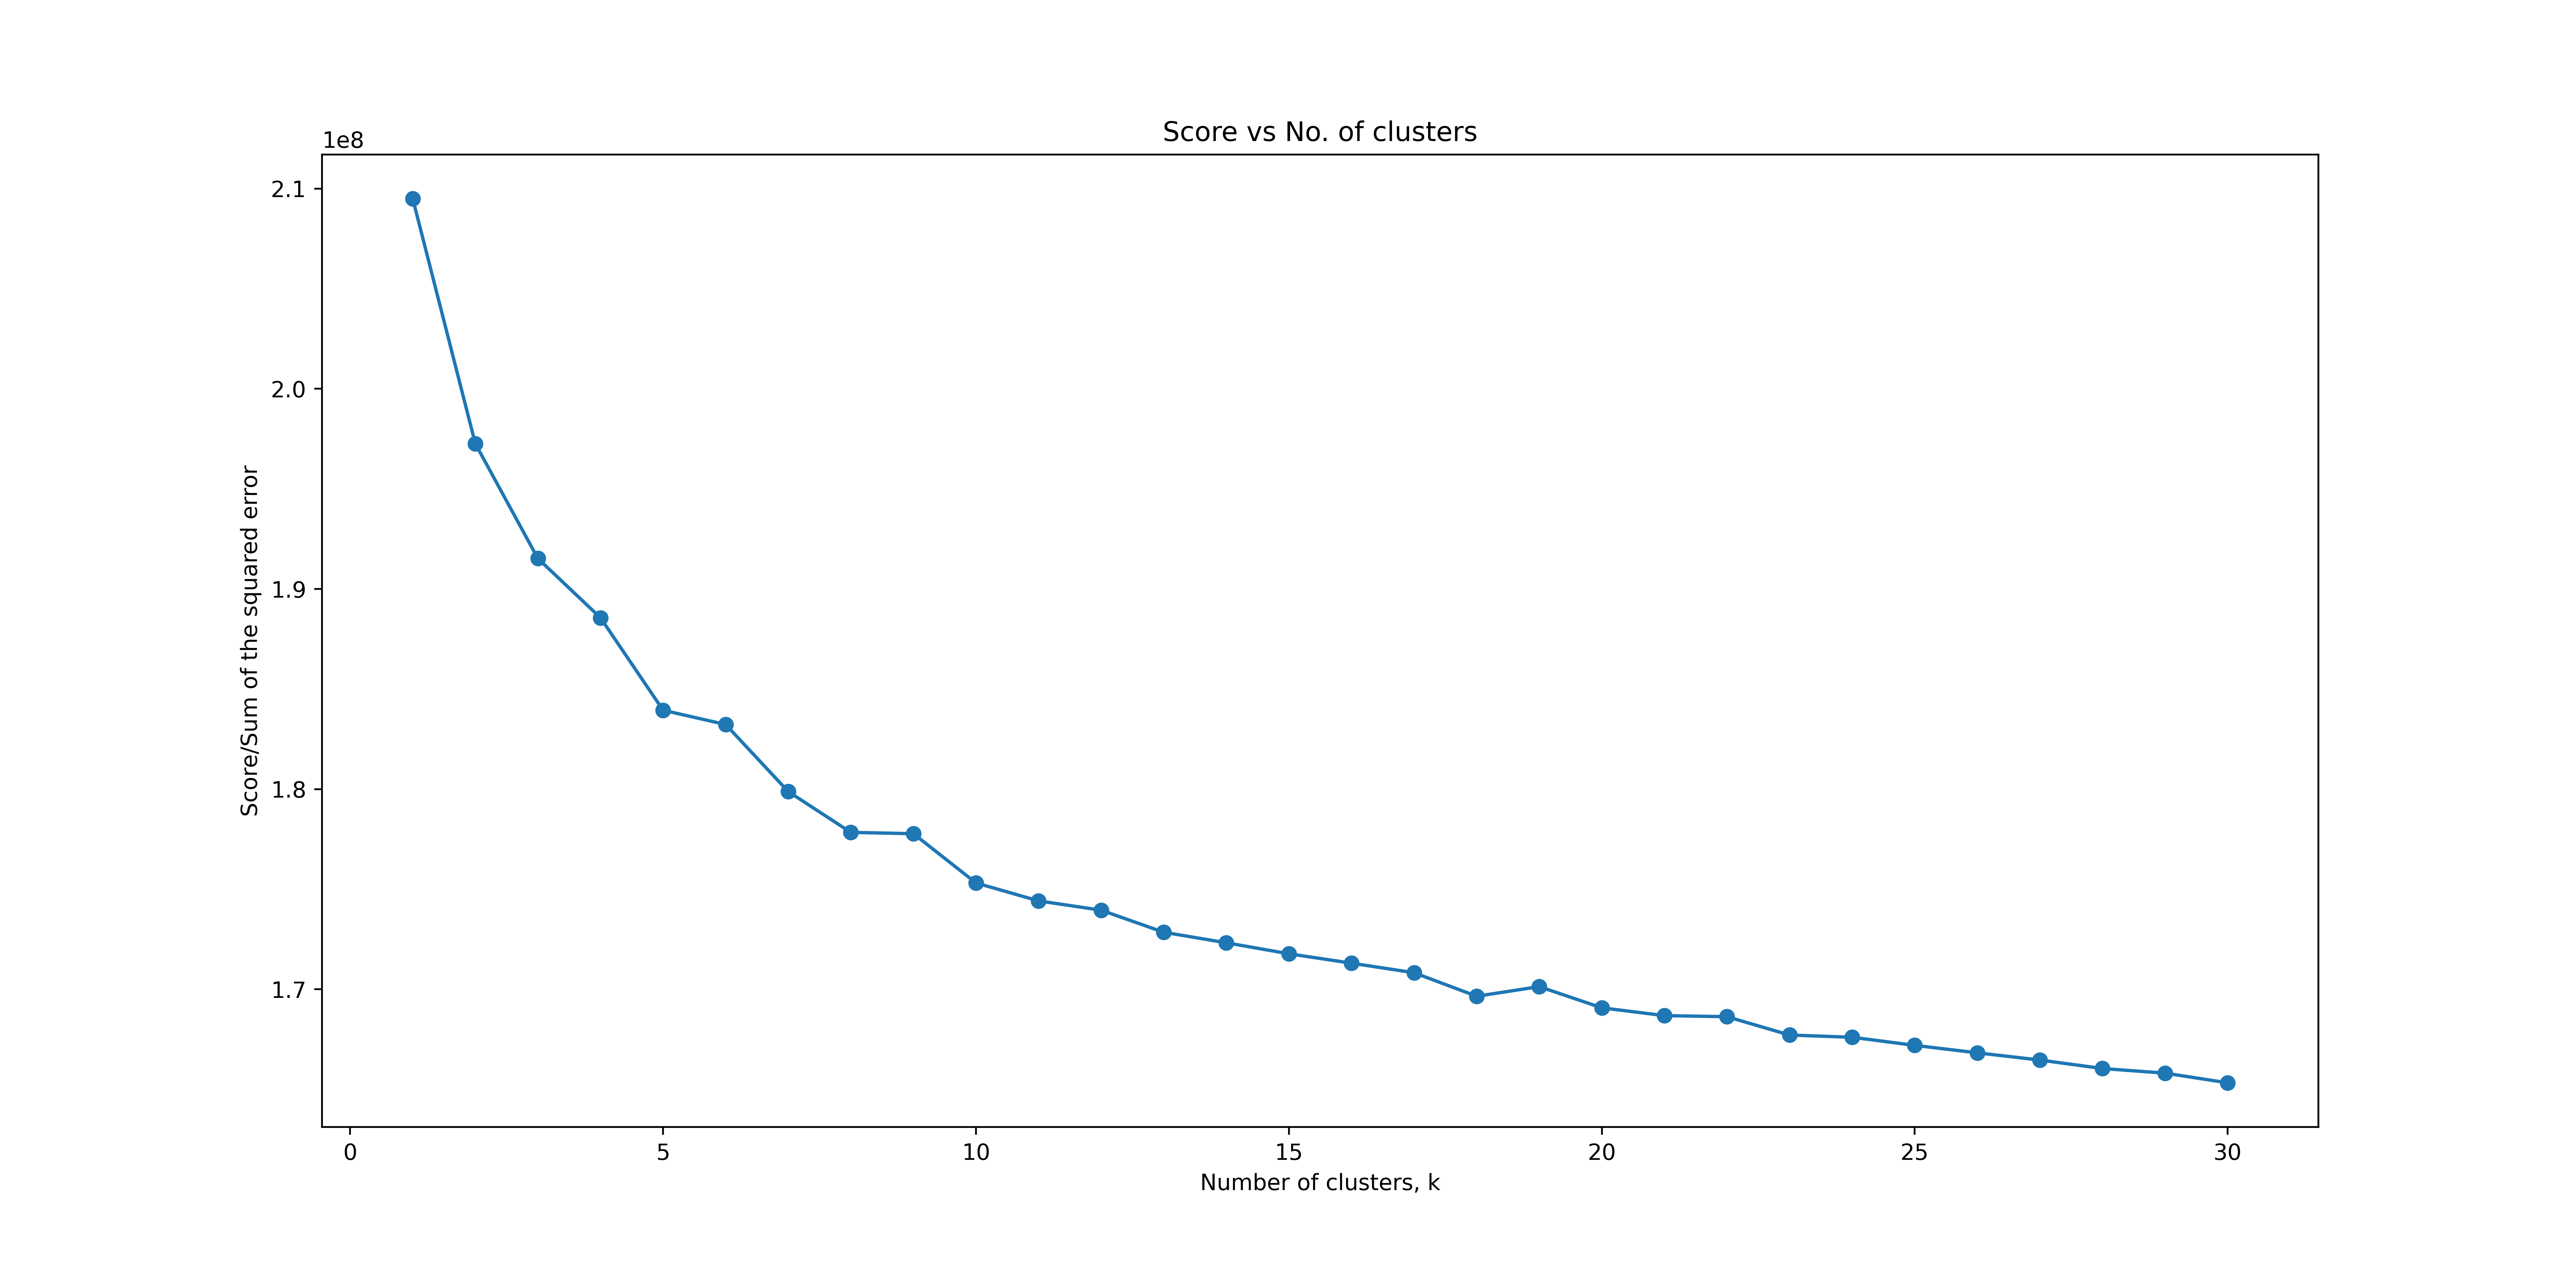 Score vs No. of clusters
1e8
2.1
2.0
1.9
1.8
1.7
Score/Sum of the squared error
0 5 10 15 20 25 30
Number of clusters, k